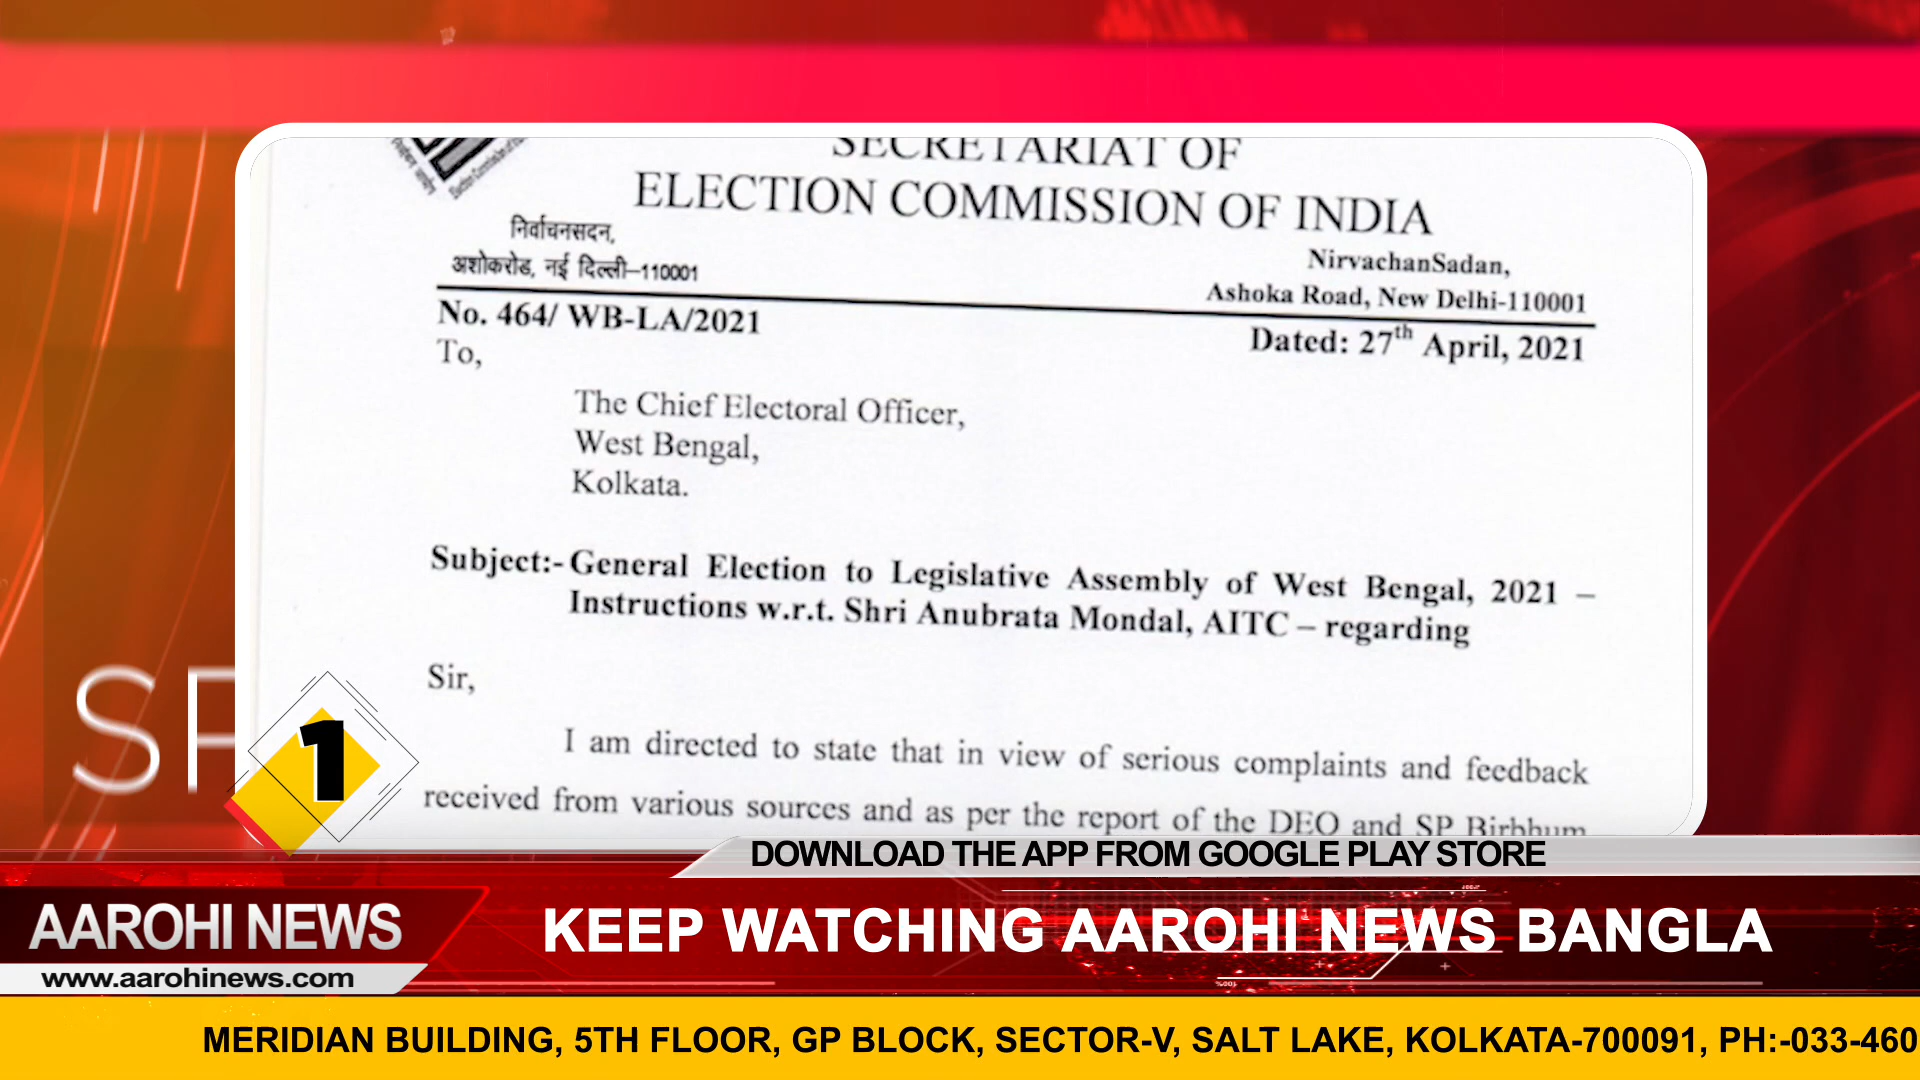 SECRETARIAT OF
ELECTION COMMISSION OF INDIA
निर्वाचनसदन,
अशोकरोड, नई दिल्ली–110001
NirvachanSadan,
Ashoka Road, New Delhi-110001
No. 464/ WB-LA/2021
Dated: 27th April, 2021
To,
The Chief Electoral Officer,
West Bengal,
Kolkata.
Subject:- General Election to Legislative Assembly of West Bengal, 2021 –
Instructions w.r.t. Shri Anubrata Mondal, AITC – regarding
Sir,
I am directed to state that in view of serious complaints and feedback
received from various sources and as per the report of the DEO and SP Birbhum
SP
1
DOWNLOAD THE APP FROM GOOGLE PLAY STORE
AAROHI NEWS
www.aarohinews.com
KEEP WATCHING AAROHI NEWS BANGLA
MERIDIAN BUILDING, 5TH FLOOR, GP BLOCK, SECTOR-V, SALT LAKE, KOLKATA-700091, PH:-033-460